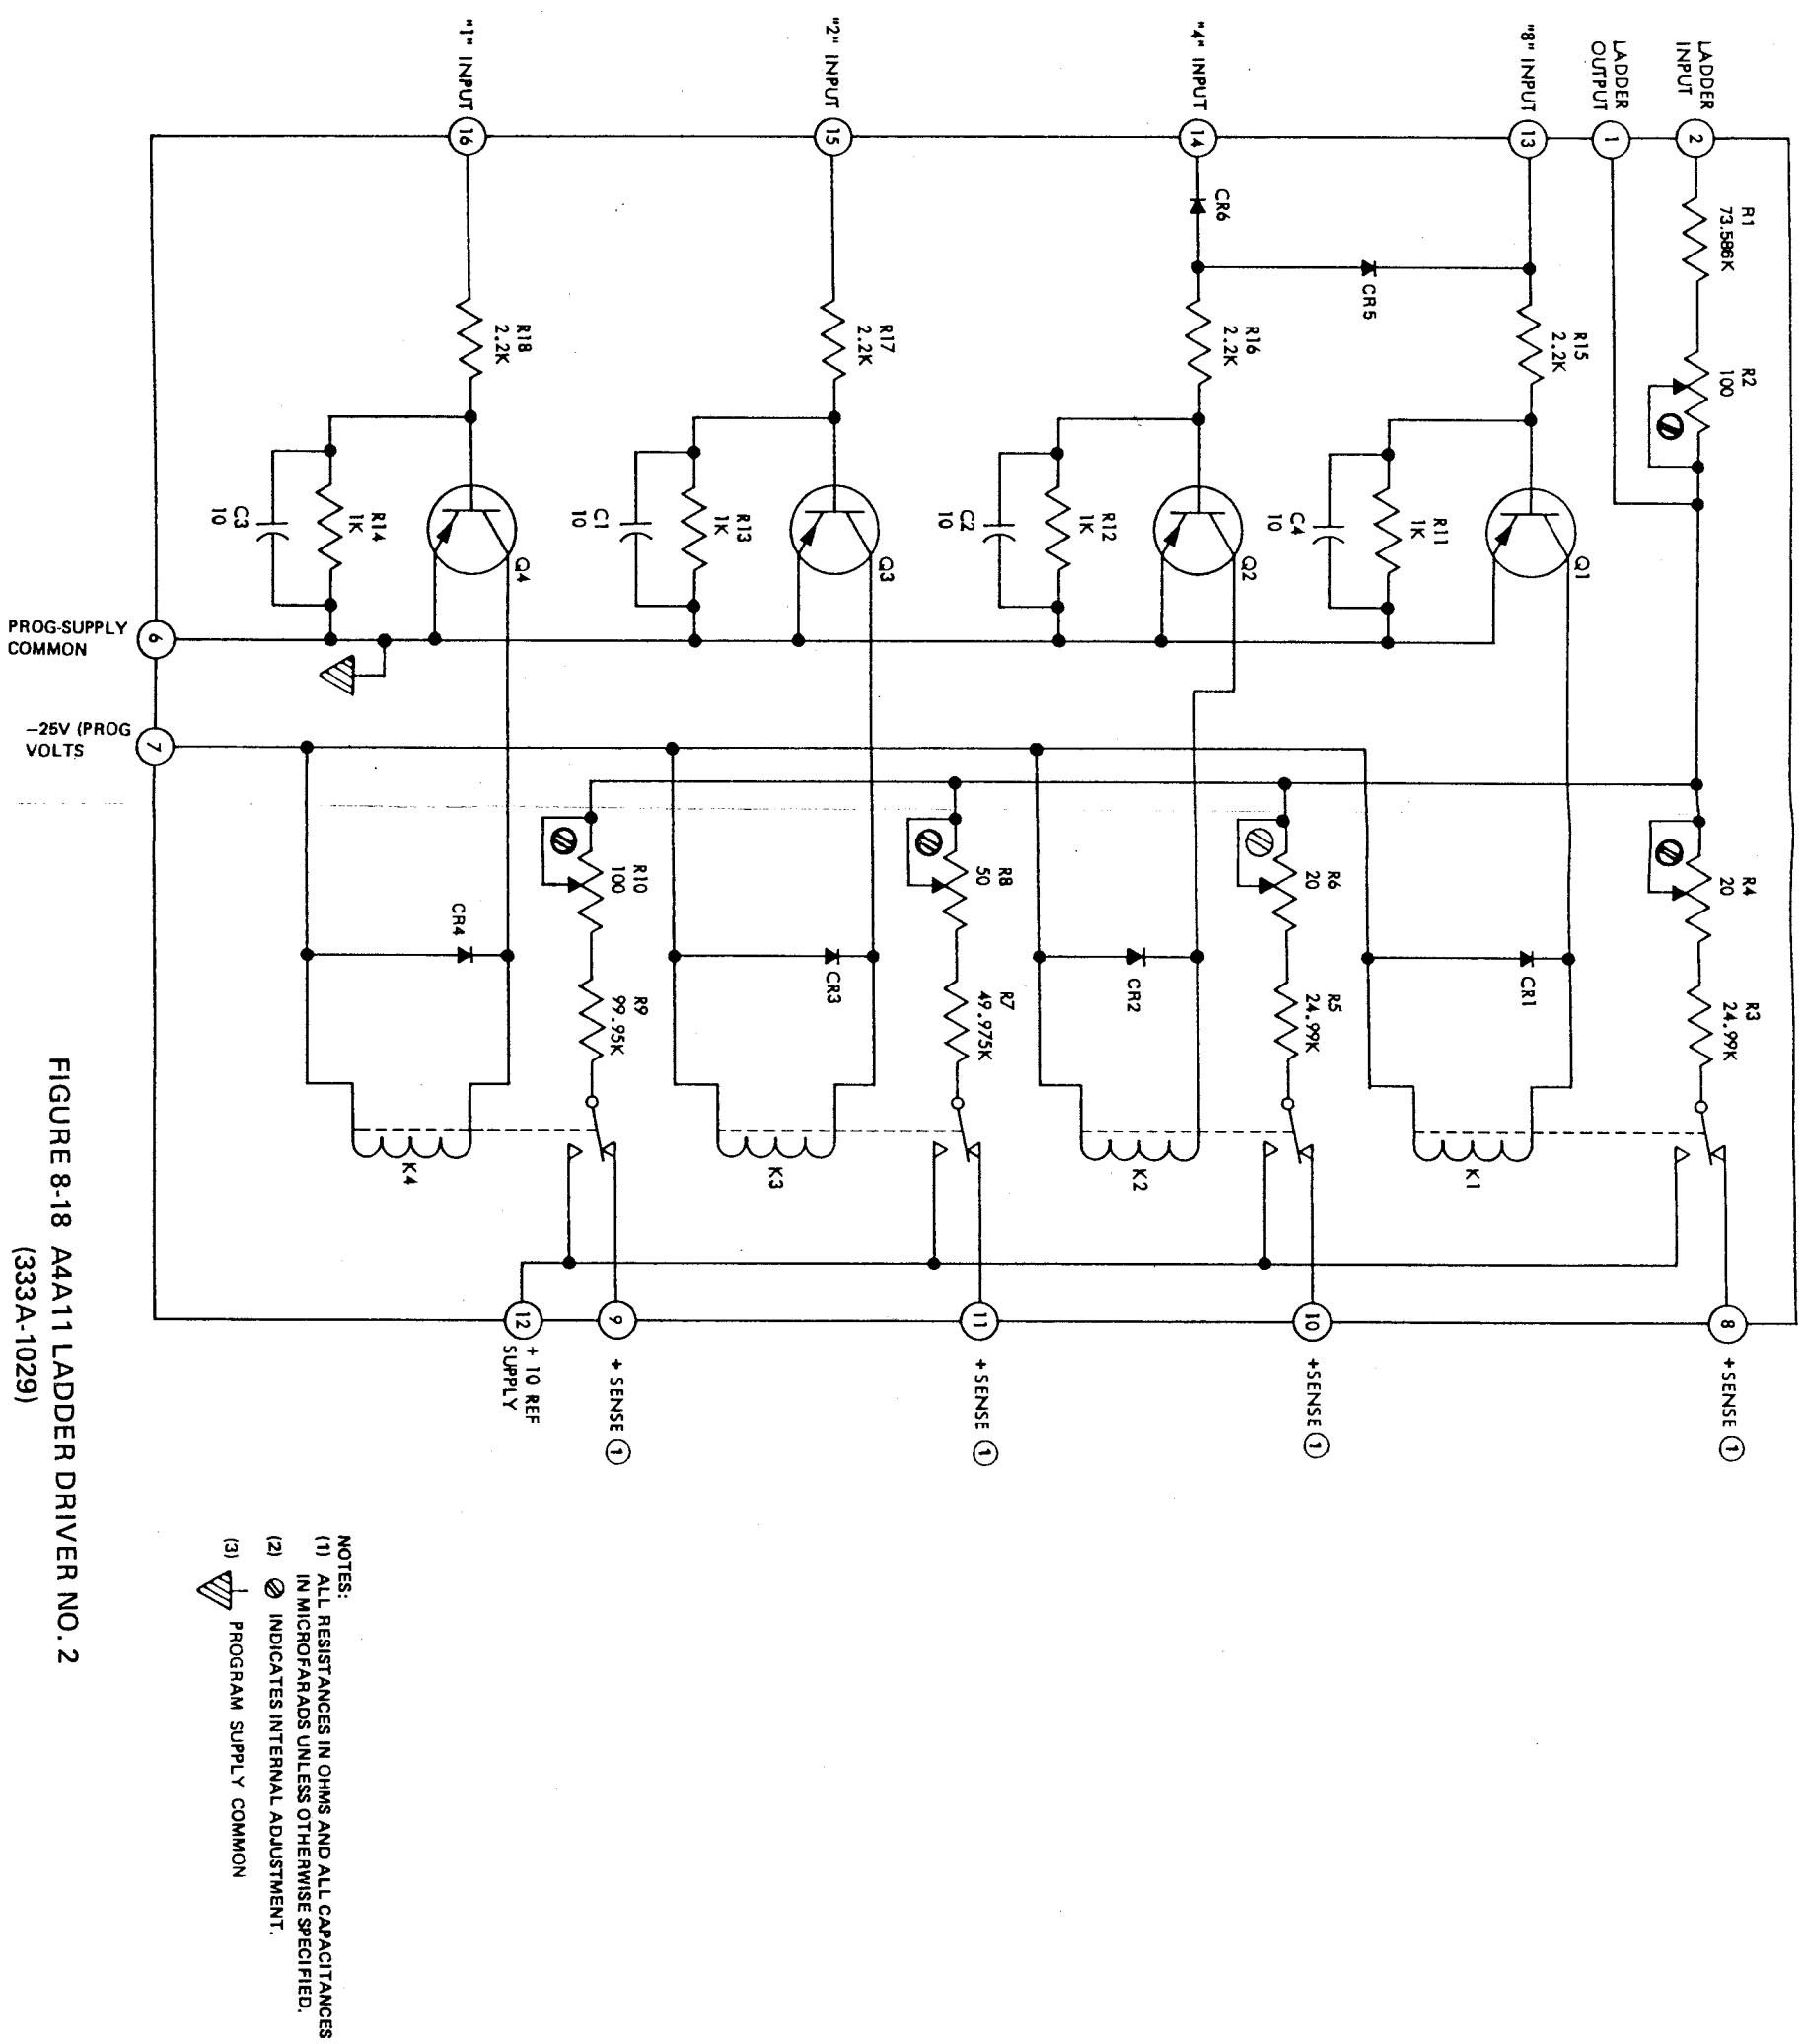 LADDER
INPUT
2
R1
73.586K
R2
100
R4
20
R3
24.99K
8
+SENSE 1
LADDER
OUTPUT
1
"8" INPUT
13
R15
2.2K
CR5
R11
1K
C4
10
Q1
CR1
K1
"4" INPUT
14
CR6
R16
2.2K
R12
1K
C2
10
Q2
R6
20
R5
24.99K
CR2
K2
10
+SENSE 1
"2" INPUT
15
R17
2.2K
R13
1K
C1
10
Q3
R8
50
R7
49.975K
CR3
K3
11
+SENSE 1
"1" INPUT
16
R18
2.2K
R14
1K
C3
10
Q4
R10
100
R9
99.95K
CR4
K4
9
+SENSE 1
12
+ 10 REF
SUPPLY
PROG-SUPPLY
COMMON
6
−25V (PROG
VOLTS
7
NOTES:
(1) ALL RESISTANCES IN OHMS AND ALL CAPACITANCES
IN MICROFARADS UNLESS OTHERWISE SPECIFIED.
(2) INDICATES INTERNAL ADJUSTMENT.
(3) PROGRAM SUPPLY COMMON
FIGURE 8-18 A4A11 LADDER DRIVER NO. 2
(333A-1029)